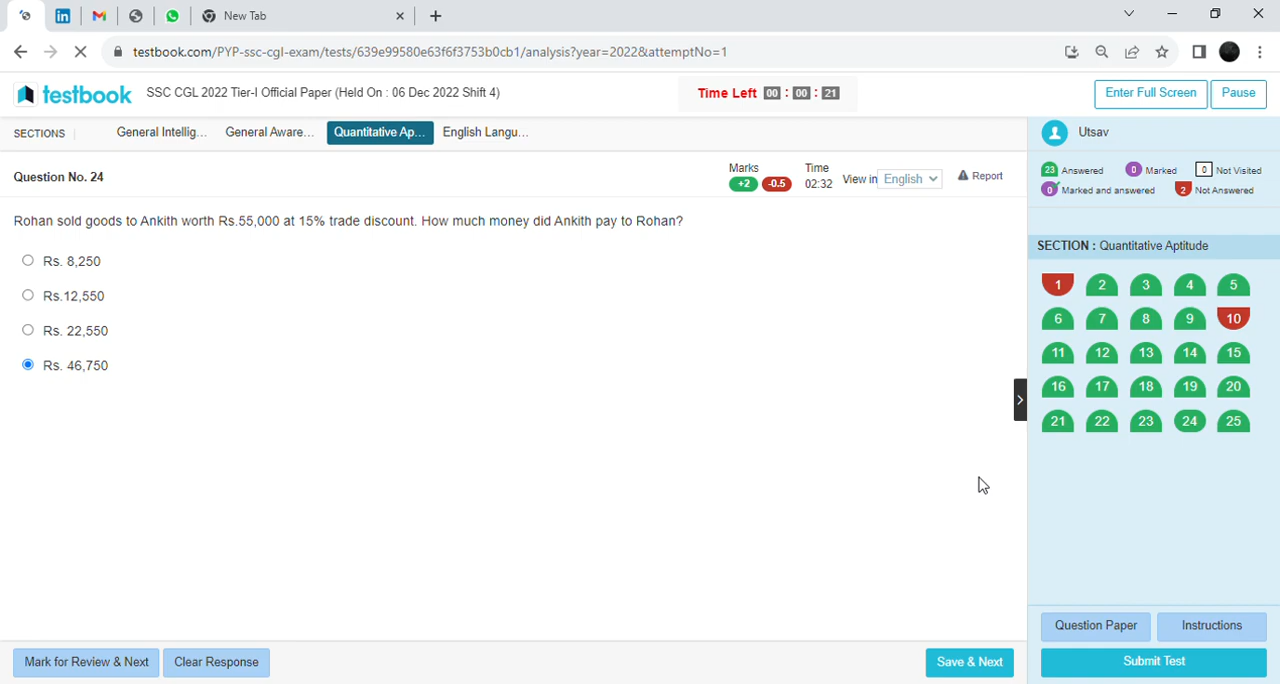 New Tab
testbook.com/PYP-ssc-cgl-exam/tests/639e99580e63f6f3753b0cb1/analysis?year=2022&attemptNo=1
testbook SSC CGL 2022 Tier-I Official Paper (Held On : 06 Dec 2022 Shift 4) Time Left 00 : 00 : 21 Enter Full Screen Pause
SECTIONS General Intellig... General Aware... Quantitative Ap... English Langu... Utsav
Question No. 24 Marks +2 -0.5 Time 02:32 View in English Report
23 Answered 0 Marked 0 Not Visited
0 Marked and answered 2 Not Answered
Rohan sold goods to Ankith worth Rs.55,000 at 15% trade discount. How much money did Ankith pay to Rohan?
Rs. 8,250
Rs.12,550
Rs. 22,550
Rs. 46,750
SECTION : Quantitative Aptitude
1 2 3 4 5
6 7 8 9 10
11 12 13 14 15
16 17 18 19 20
21 22 23 24 25
Question Paper Instructions
Mark for Review & Next Clear Response Save & Next Submit Test